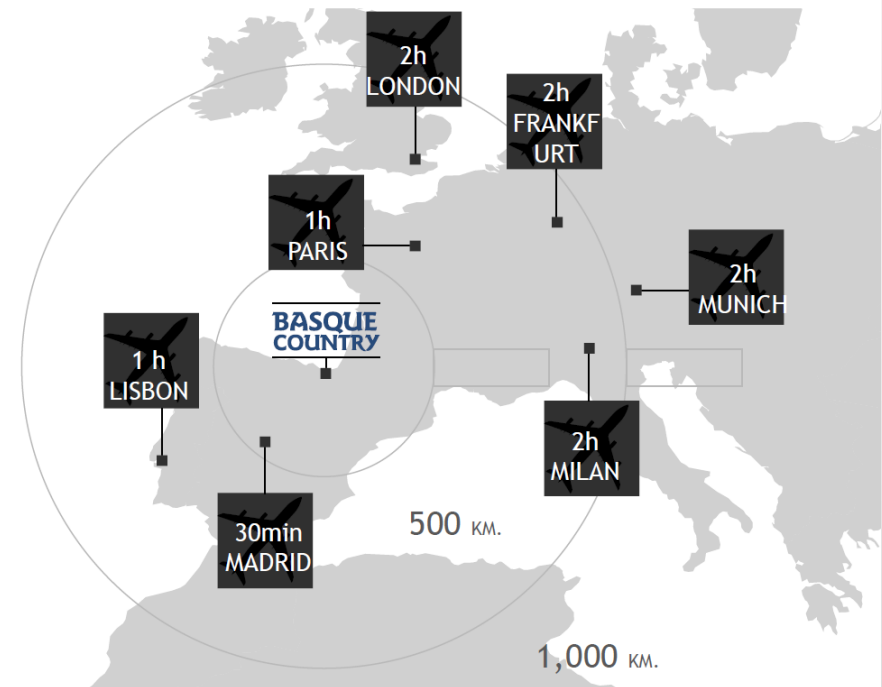 2h
LONDON
2h
FRANKF
URT
1h
PARIS
2h
MUNICH
BASQUE
COUNTRY
1 h
LISBON
2h
MILAN
30min
MADRID
500 KM.
1,000 KM.